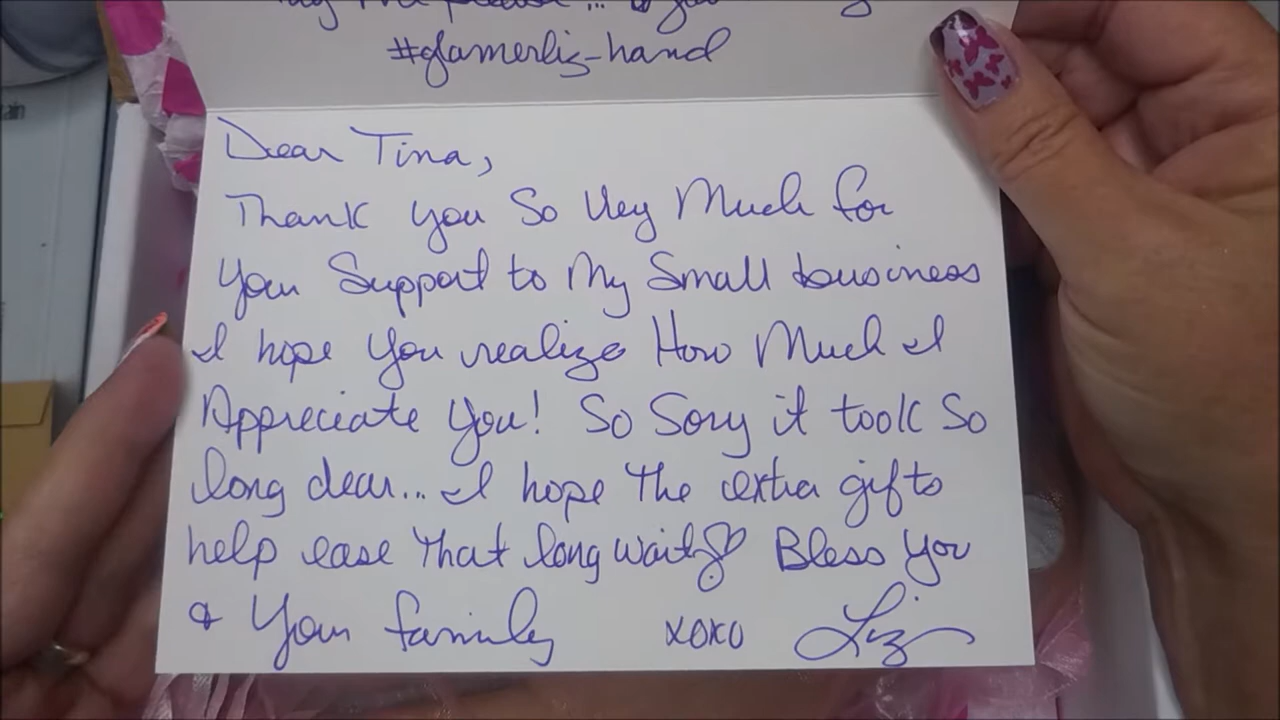 please...
#glamerliz-hand
Dear Tina,
Thank you So Vey Much for
Your Support to My Small business
I hope you realize How Much I
Appreciate You! So Sorry it took So
long dear... I hope The extra gifts
help ease That long wait♡ Bless You
& Your family xoxo Liz